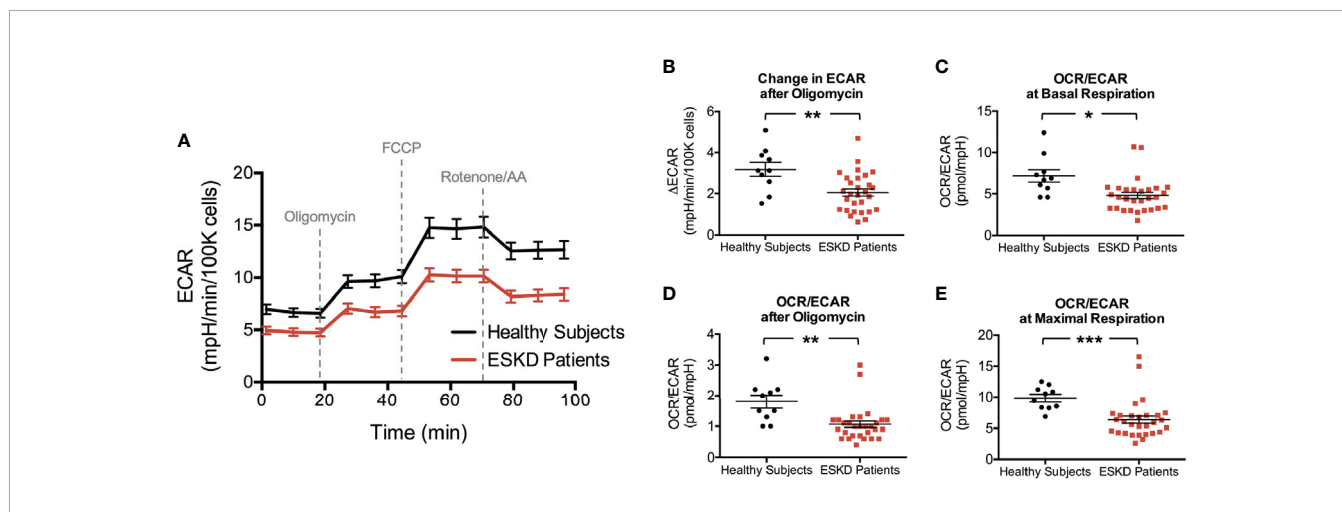 A
ECAR
(mpH/min/100K cells)
20
15
10
5
0
Oligomycin
FCCP
Rotenone/AA
Healthy Subjects
ESKD Patients
0 20 40 60 80 100
Time (min)
B
Change in ECAR
after Oligomycin
ΔECAR
(mpH/min/100K cells)
6
4
2
0
**
Healthy Subjects ESKD Patients
C
OCR/ECAR
at Basal Respiration
OCR/ECAR
(pmol/mpH)
15
10
5
0
*
Healthy Subjects ESKD Patients
D
OCR/ECAR
after Oligomycin
OCR/ECAR
(pmol/mpH)
4
3
2
1
0
**
Healthy Subjects ESKD Patients
E
OCR/ECAR
at Maximal Respiration
OCR/ECAR
(pmol/mpH)
20
15
10
5
0
***
Healthy Subjects ESKD Patients